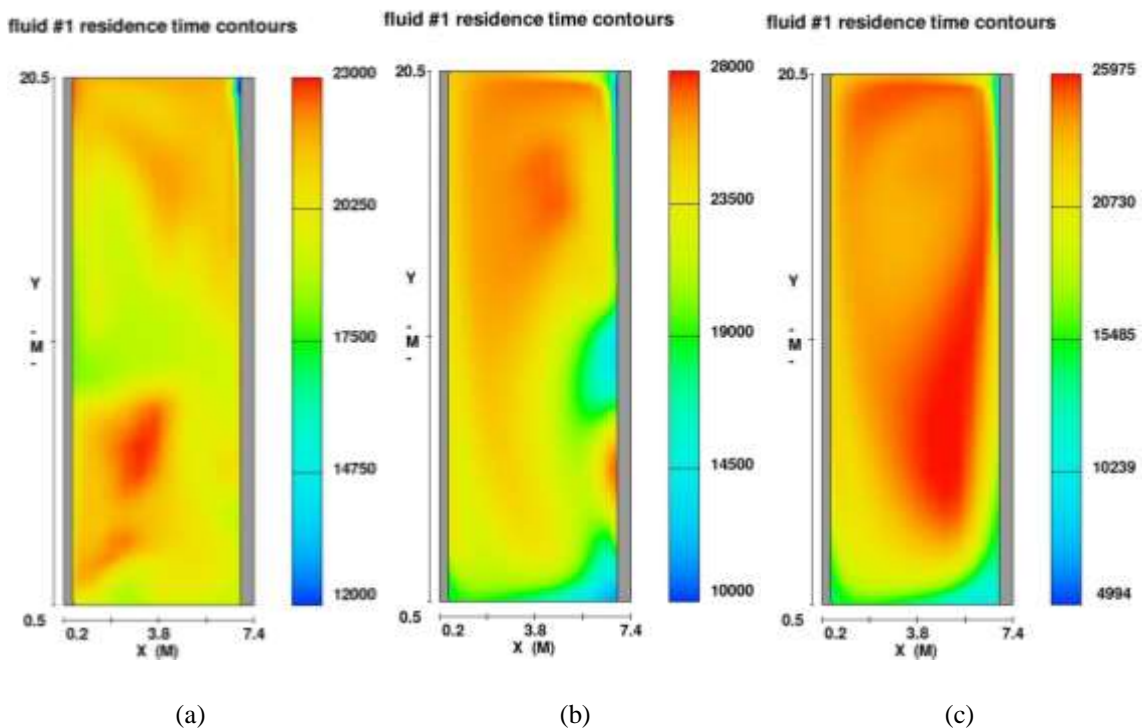 fluid #1 residence time contours
20.5
Y
-
M
-
0.5
0.2 3.8 7.4
X (M)
23000
20250
17500
14750
12000
(a)
fluid #1 residence time contours
20.5
Y
-
M
-
0.5
0.2 3.8 7.4
X (M)
28000
23500
19000
14500
10000
(b)
fluid #1 residence time contours
20.5
Y
-
M
-
0.5
0.2 3.8 7.4
X (M)
25975
20730
15485
10239
4994
(c)